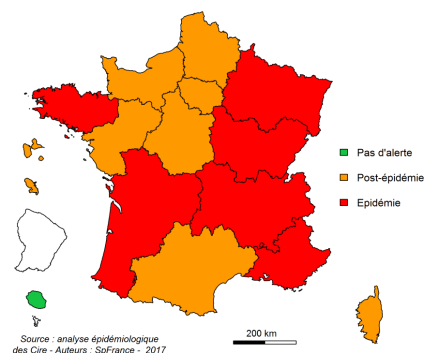 Pas d'alerte
Post-épidémie
Epidémie
200 km
Source : analyse épidémiologique
des Cire - Auteurs : SpFrance - 2017